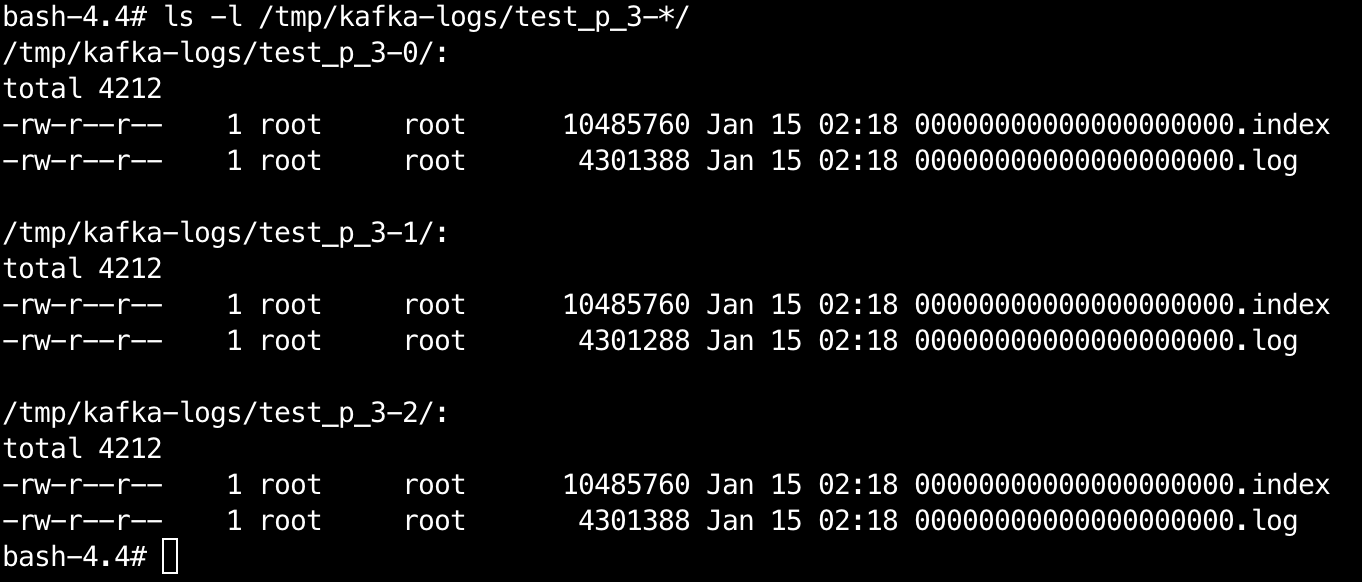 bash-4.4# ls -l /tmp/kafka-logs/test_p_3-*/
/tmp/kafka-logs/test_p_3-0/:
total 4212
-rw-r--r--    1 root     root      10485760 Jan 15 02:18 00000000000000000000.index
-rw-r--r--    1 root     root       4301388 Jan 15 02:18 00000000000000000000.log

/tmp/kafka-logs/test_p_3-1/:
total 4212
-rw-r--r--    1 root     root      10485760 Jan 15 02:18 00000000000000000000.index
-rw-r--r--    1 root     root       4301288 Jan 15 02:18 00000000000000000000.log

/tmp/kafka-logs/test_p_3-2/:
total 4212
-rw-r--r--    1 root     root      10485760 Jan 15 02:18 00000000000000000000.index
-rw-r--r--    1 root     root       4301388 Jan 15 02:18 00000000000000000000.log
bash-4.4#